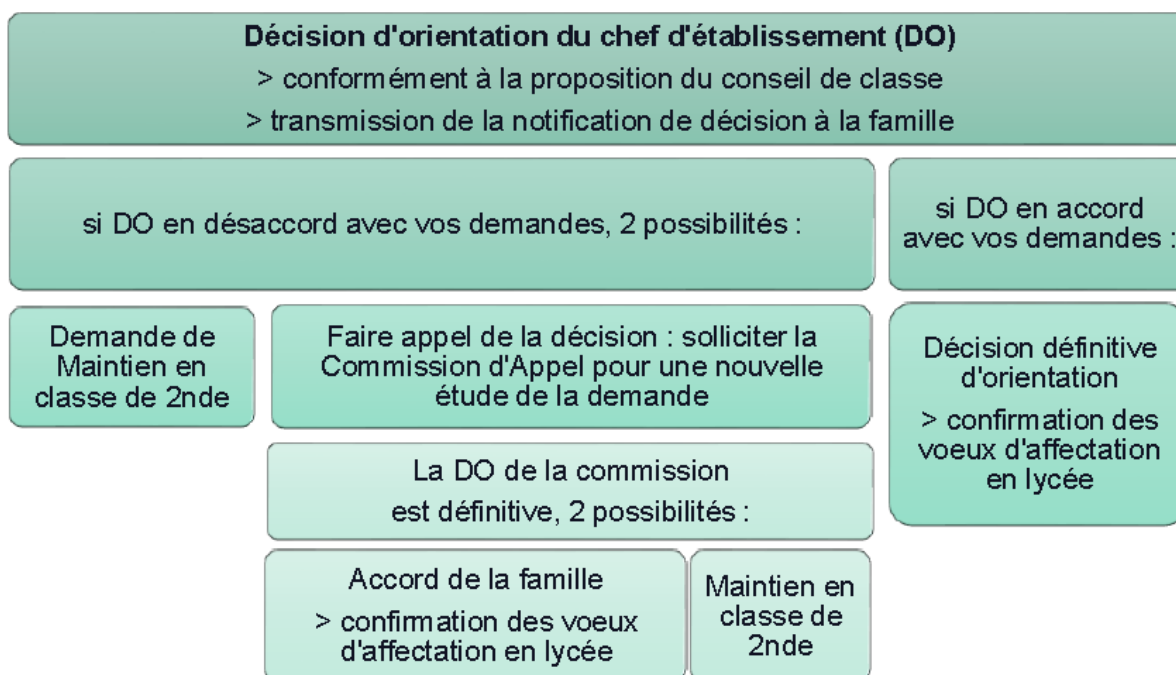 Décision d'orientation du chef d'établissement (DO)
> conformément à la proposition du conseil de classe
> transmission de la notification de décision à la famille
si DO en désaccord avec vos demandes, 2 possibilités :
si DO en accord
avec vos demandes :
Demande de
Maintien en
classe de 2nde
Faire appel de la décision : solliciter la
Commission d'Appel pour une nouvelle
étude de la demande
Décision définitive
d'orientation
> confirmation des
voeux d'affectation
en lycée
La DO de la commission
est définitive, 2 possibilités :
Accord de la famille
> confirmation des voeux
d'affectation en lycée
Maintien en
classe de
2nde